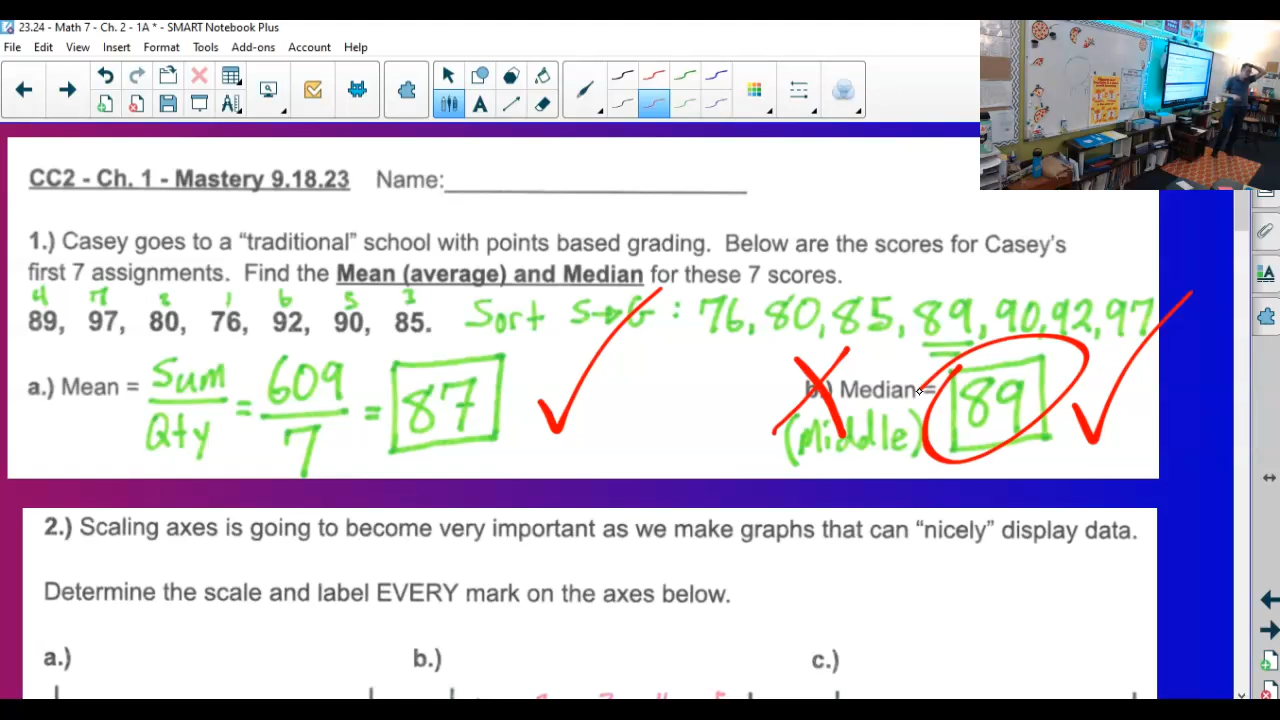 23.24 - Math 7 - Ch. 2 - 1A * - SMART Notebook Plus
File Edit View Insert Format Tools Add-ons Account Help
CC2 - Ch. 1 - Mastery 9.18.23 Name:
1.) Casey goes to a “traditional” school with points based grading. Below are the scores for Casey’s
first 7 assignments. Find the Mean (average) and Median for these 7 scores.
4 7 2 1 6 5 3
89, 97, 80, 76, 92, 90, 85. Sort S→G : 76, 80, 85, 89, 90, 92, 97
a.) Mean = Sum / Qty = 609 / 7 = 87
b.) Median = 89
(Middle)
2.) Scaling axes is going to become very important as we make graphs that can “nicely” display data.
Determine the scale and label EVERY mark on the axes below.
a.) b.) c.)